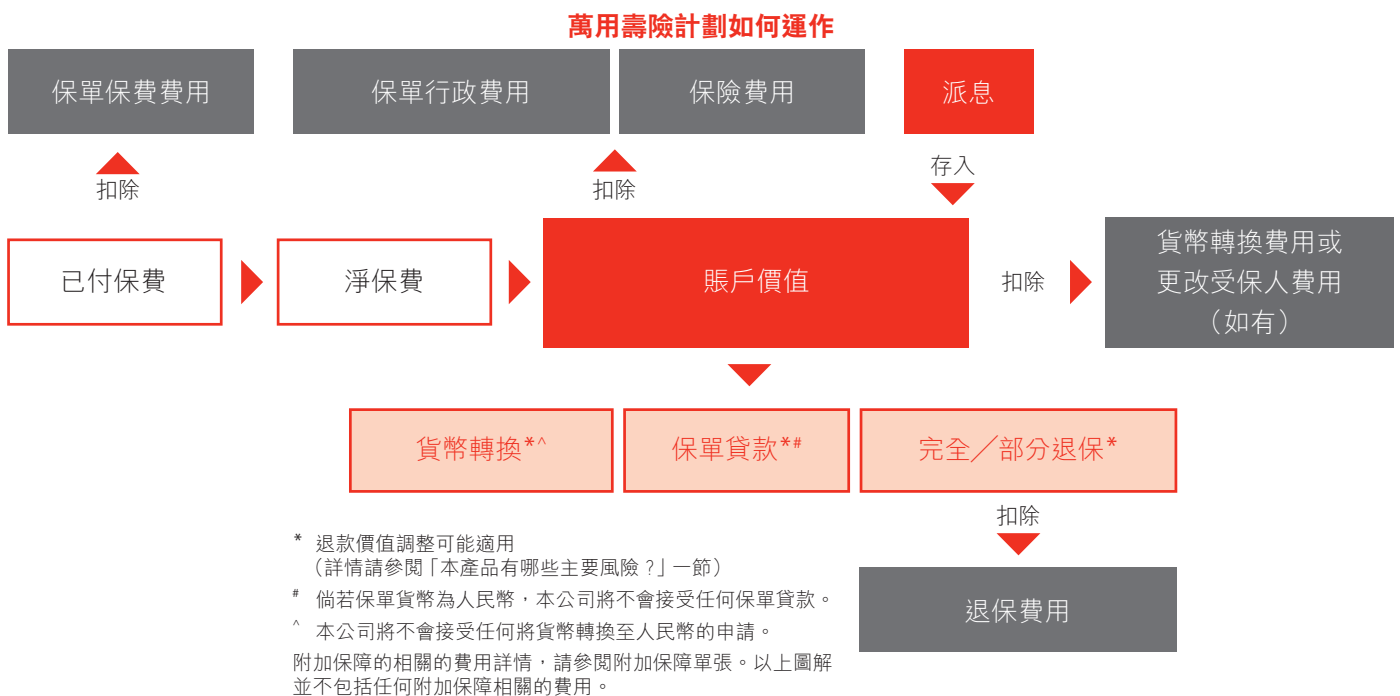 萬用壽險計劃如何運作
保單保費費用
保單行政費用
保險費用
派息
扣除
扣除
存入
已付保費
淨保費
賬戶價值
扣除
貨幣轉換費用或
更改受保人費用
（如有）
貨幣轉換*^
保單貸款*#
完全／部分退保*
扣除
退保費用
* 退款價值調整可能適用
（詳情請參閱「本產品有哪些主要風險？」一節）
# 倘若保單貨幣為人民幣，本公司將不會接受任何保單貸款。
^ 本公司將不會接受任何將貨幣轉換至人民幣的申請。
附加保障的相關的費用詳情，請參閱附加保障單張。以上圖解
並不包括任何附加保障相關的費用。